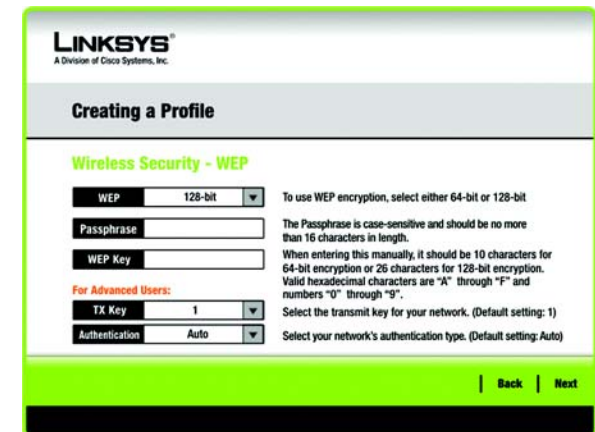 LINKSYS®
A Division of Cisco Systems, Inc.
Creating a Profile
Wireless Security - WEP
WEP 128-bit To use WEP encryption, select either 64-bit or 128-bit
Passphrase The Passphrase is case-sensitive and should be no more
than 16 characters in length.
WEP Key When entering this manually, it should be 10 characters for
64-bit encryption or 26 characters for 128-bit encryption.
Valid hexadecimal characters are "A" through "F" and
numbers "0" through "9".
For Advanced Users:
TX Key 1 Select the transmit key for your network. (Default setting: 1)
Authentication Auto Select your network's authentication type. (Default setting: Auto)
Back Next